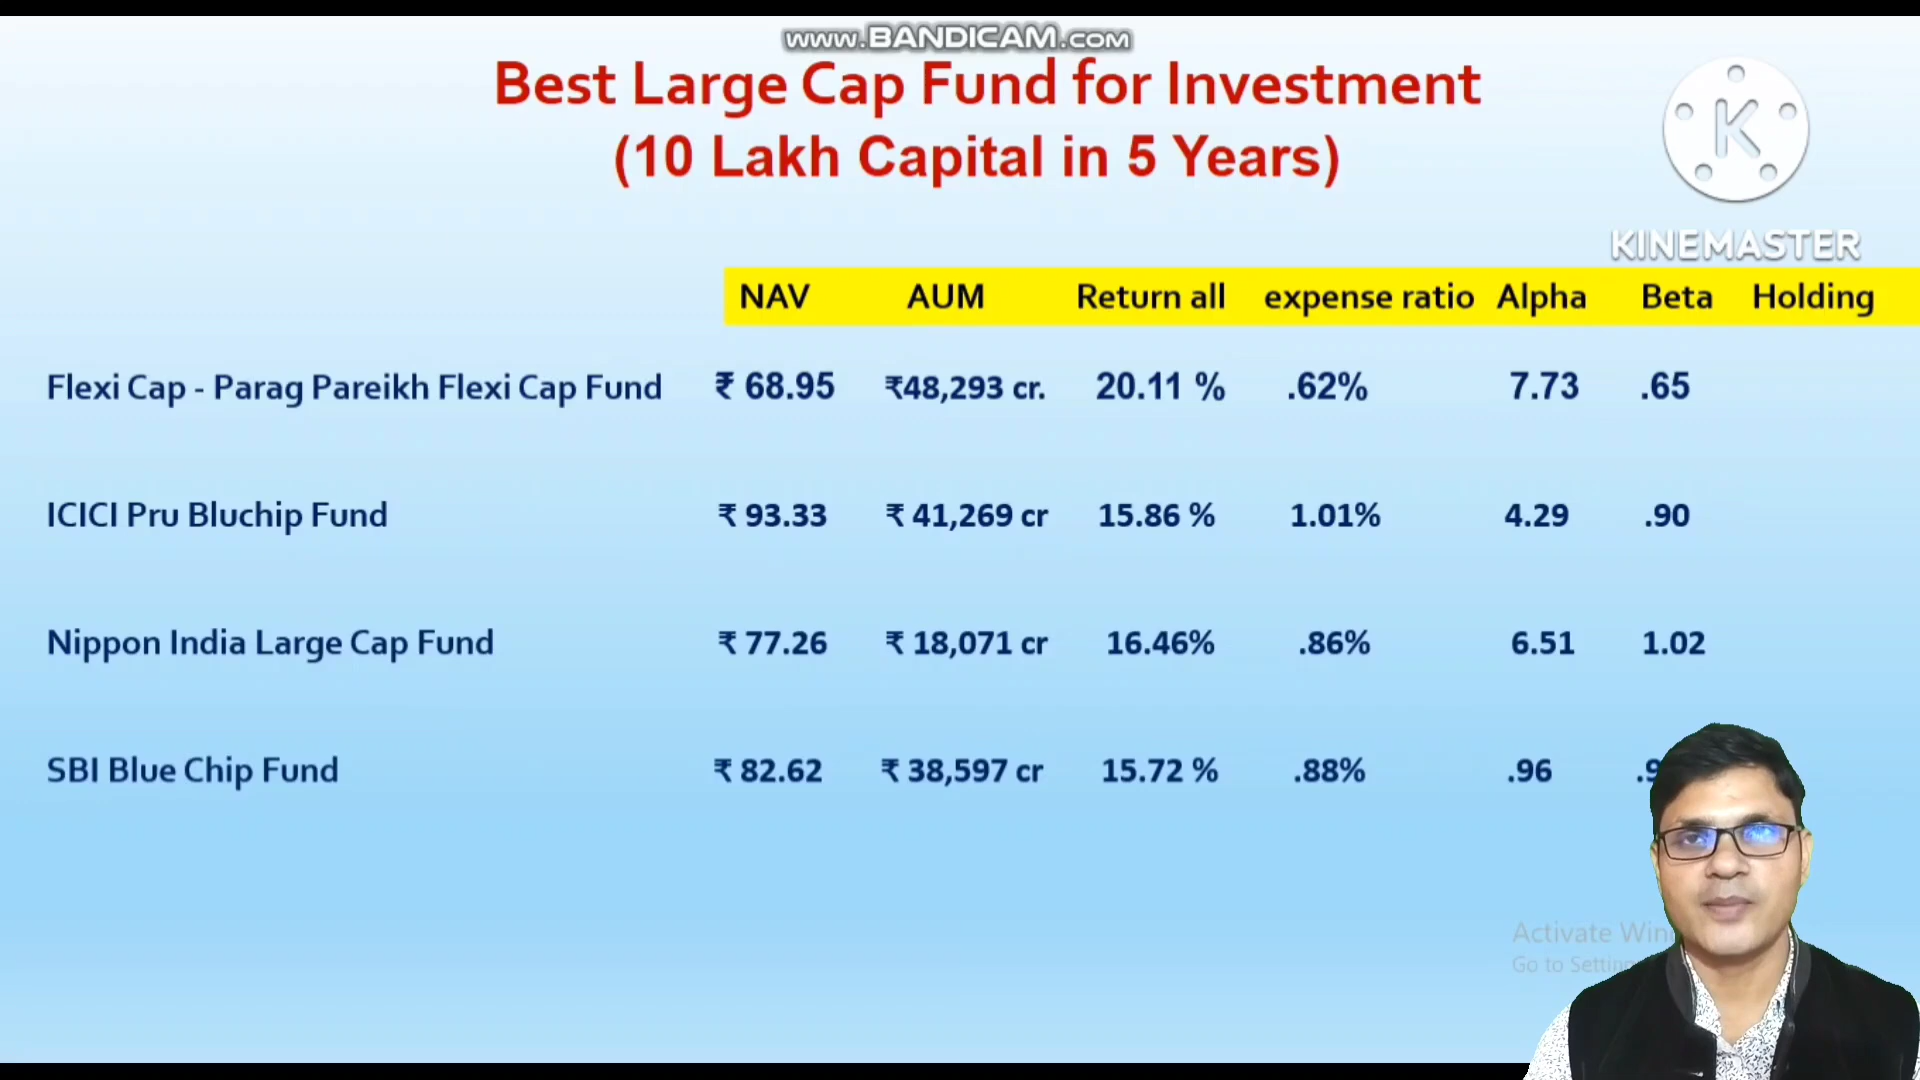 www.BANDICAM.com
Best Large Cap Fund for Investment
(10 Lakh Capital in 5 Years)
K
KINEMASTER
NAV AUM Return all expense ratio Alpha Beta Holding
Flexi Cap - Parag Pareikh Flexi Cap Fund ₹ 68.95 ₹48,293 cr. 20.11 % .62% 7.73 .65
ICICI Pru Bluchip Fund ₹ 93.33 ₹ 41,269 cr 15.86 % 1.01% 4.29 .90
Nippon India Large Cap Fund ₹ 77.26 ₹ 18,071 cr 16.46% .86% 6.51 1.02
SBI Blue Chip Fund ₹ 82.62 ₹ 38,597 cr 15.72 % .88% .96
Activate
Go to